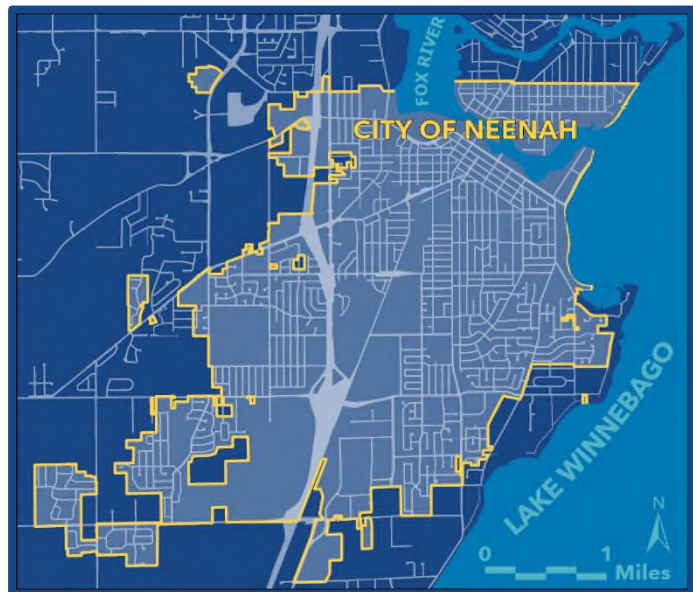 FOX RIVER
CITY OF NEENAH
LAKE WINNEBAGO
N
0 1
Miles